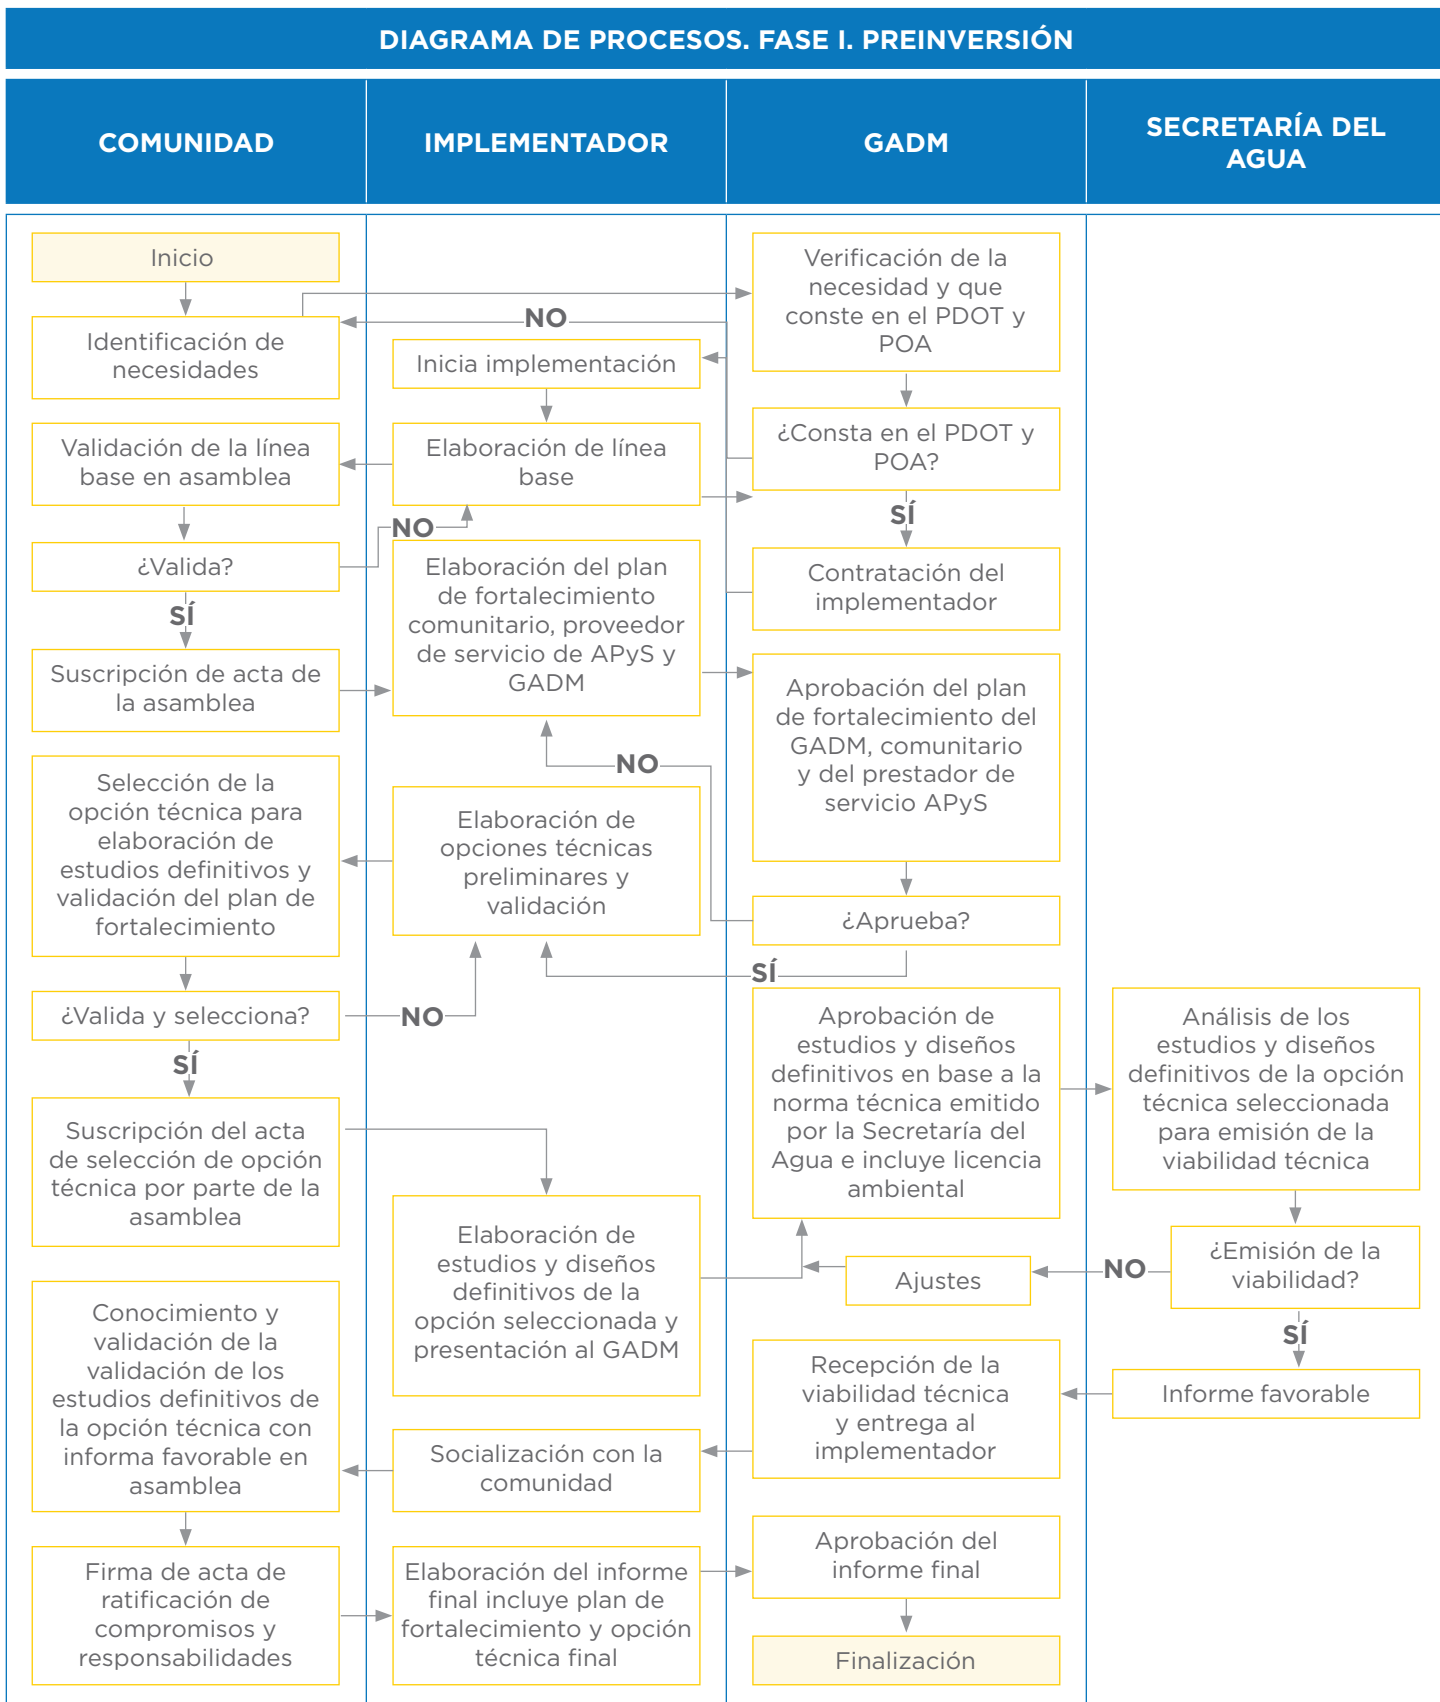 DIAGRAMA DE PROCESOS. FASE I. PREINVERSIÓN
COMUNIDAD
IMPLEMENTADOR
GADM
SECRETARÍA DEL
AGUA
Inicio
Identificación de
necesidades
Validación de la línea
base en asamblea
¿Valida?
SÍ
Suscripción de acta de
la asamblea
Selección de la
opción técnica para
elaboración de
estudios definitivos y
validación del plan de
fortalecimiento
¿Valida y selecciona?
SÍ
Suscripción del acta
de selección de opción
técnica por parte de la
asamblea
Conocimiento y
validación de la
validación de los
estudios definitivos de
la opción técnica con
informa favorable en
asamblea
Firma de acta de
ratificación de
compromisos y
responsabilidades
NO
Inicia implementación
Elaboración de línea
base
NO
Elaboración del plan
de fortalecimiento
comunitario, proveedor
de servicio de APyS y
GADM
NO
Elaboración de
opciones técnicas
preliminares y
validación
NO
Elaboración de
estudios y diseños
definitivos de la
opción seleccionada y
presentación al GADM
Socialización con la
comunidad
Elaboración del informe
final incluye plan de
fortalecimiento y opción
técnica final
Verificación de la
necesidad y que
conste en el PDOT y
POA
¿Consta en el PDOT y
POA?
SÍ
Contratación del
implementador
Aprobación del plan
de fortalecimiento del
GADM, comunitario
y del prestador de
servicio APyS
¿Aprueba?
SÍ
Aprobación de
estudios y diseños
definitivos en base a la
norma técnica emitido
por la Secretaría del
Agua e incluye licencia
ambiental
Ajustes
Recepción de la
viabilidad técnica
y entrega al
implementador
Aprobación del
informe final
Finalización
Análisis de los
estudios y diseños
definitivos de la opción
técnica seleccionada
para emisión de la
viabilidad técnica
¿Emisión de la
viabilidad?
NO
SÍ
Informe favorable